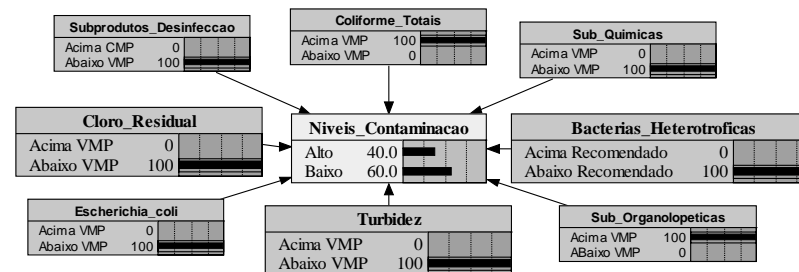 Subprodutos_Desinfeccao
Acima CMP 0
Abaixo VMP 100
Coliforme_Totais
Acima VMP 100
Abaixo VMP 0
Sub_Quimicas
Acima VMP 0
Abaixo VMP 100
Cloro_Residual
Acima VMP 0
Abaixo VMP 100
Niveis_Contaminacao
Alto 40.0
Baixo 60.0
Bacterias_Heterotroficas
Acima Recomendado 0
Abaixo Recomendado 100
Escherichia_coli
Acima VMP 0
Abaixo VMP 100
Turbidez
Acima VMP 0
Abaixo VMP 100
Sub_Organolopeticas
Acima VMP 100
ABaixo VMP 0